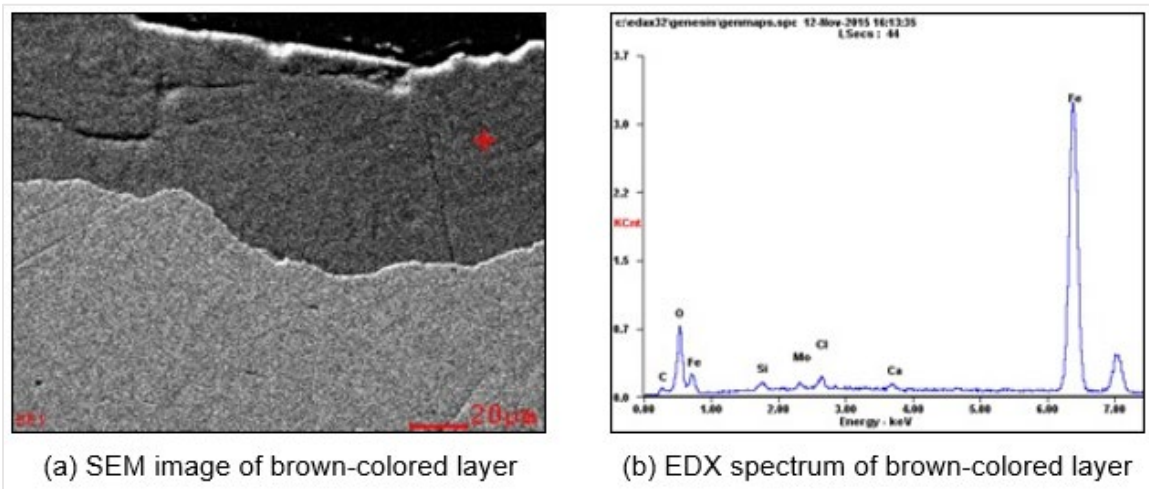 c:\edax32\genesis\genmaps.spc 12-Nov-2015 16:13:35
LSecs : 44
3.7
3.0
2.2
KCnt
1.5
0.7
0.0
Fe
O
Fe
C
Si
Mo
Cl
Ca
0.00 1.00 2.00 3.00 4.00 5.00 6.00 7.00
Energy - keV
SE1
20μm
(a) SEM image of brown-colored layer
(b) EDX spectrum of brown-colored layer